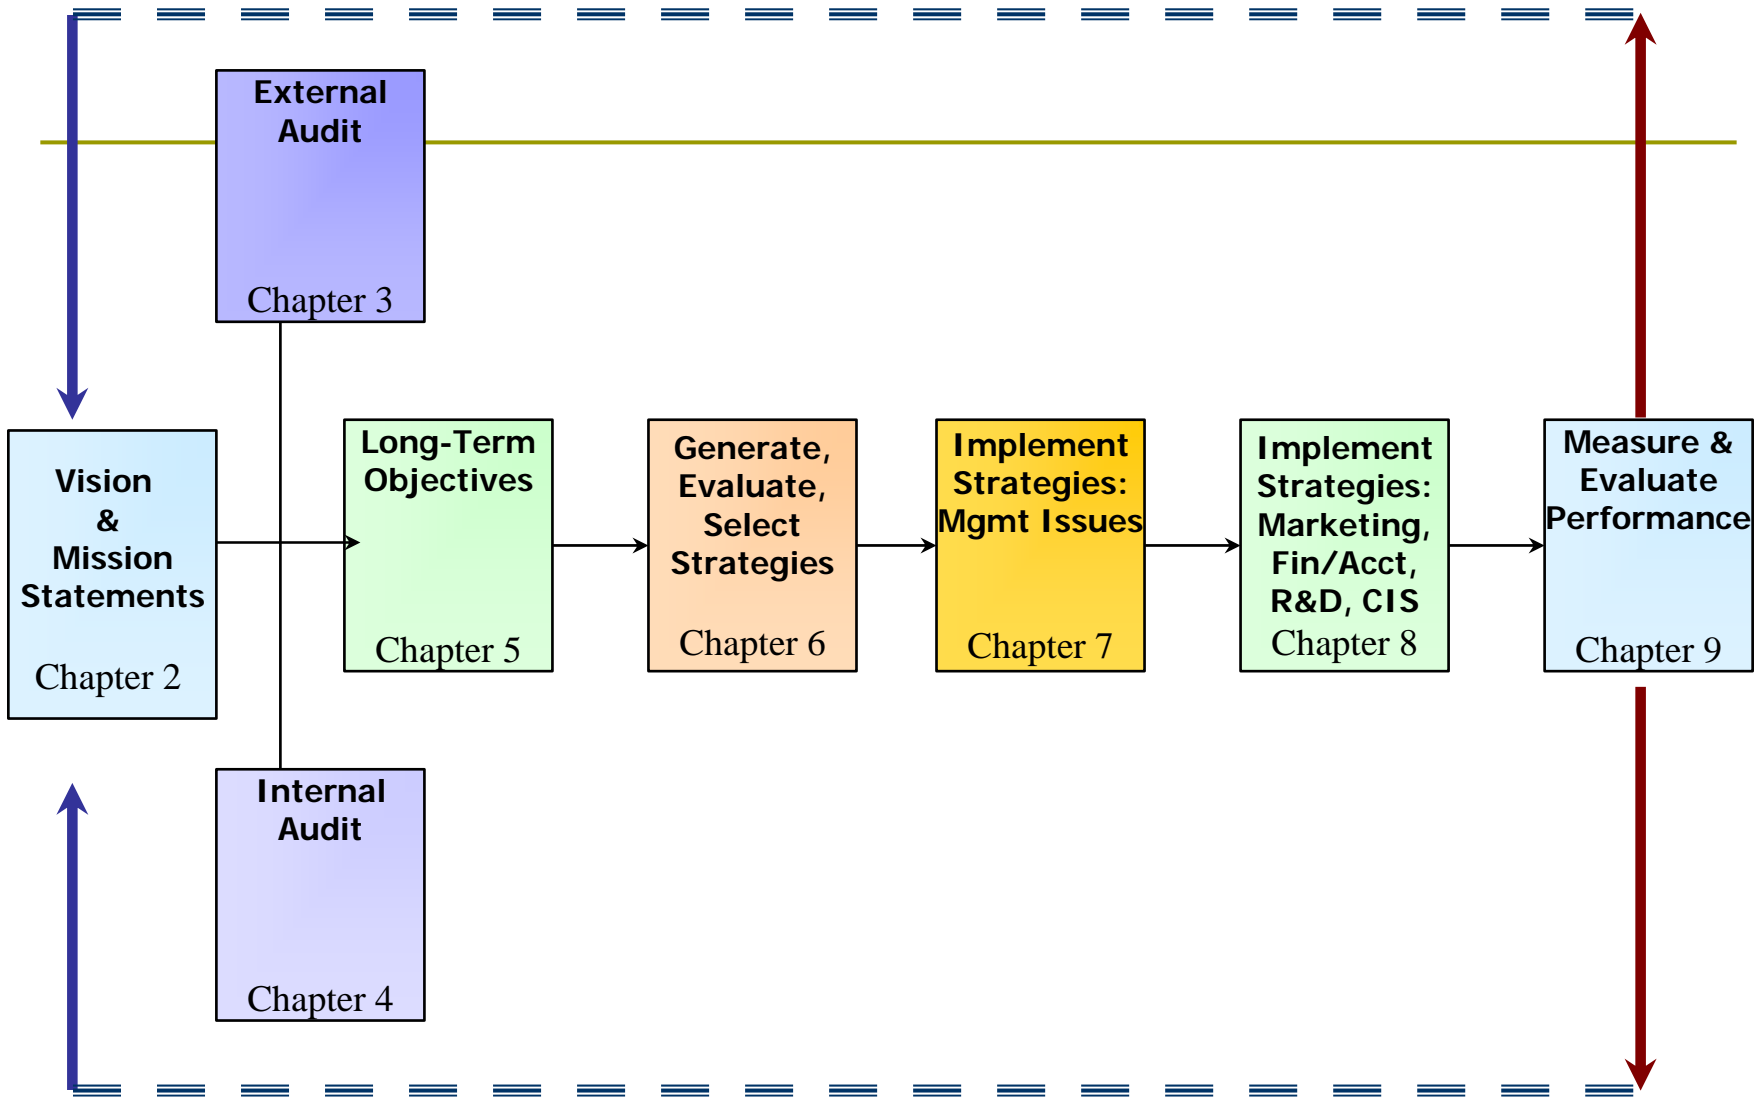 External
Audit
Chapter 3
Vision
&
Mission
Statements
Chapter 2
Long-Term
Objectives
Chapter 5
Generate,
Evaluate,
Select
Strategies
Chapter 6
Implement
Strategies:
Mgmt Issues
Chapter 7
Implement
Strategies:
Marketing,
Fin/Acct,
R&D, CIS
Chapter 8
Measure &
Evaluate
Performance
Chapter 9
Internal
Audit
Chapter 4